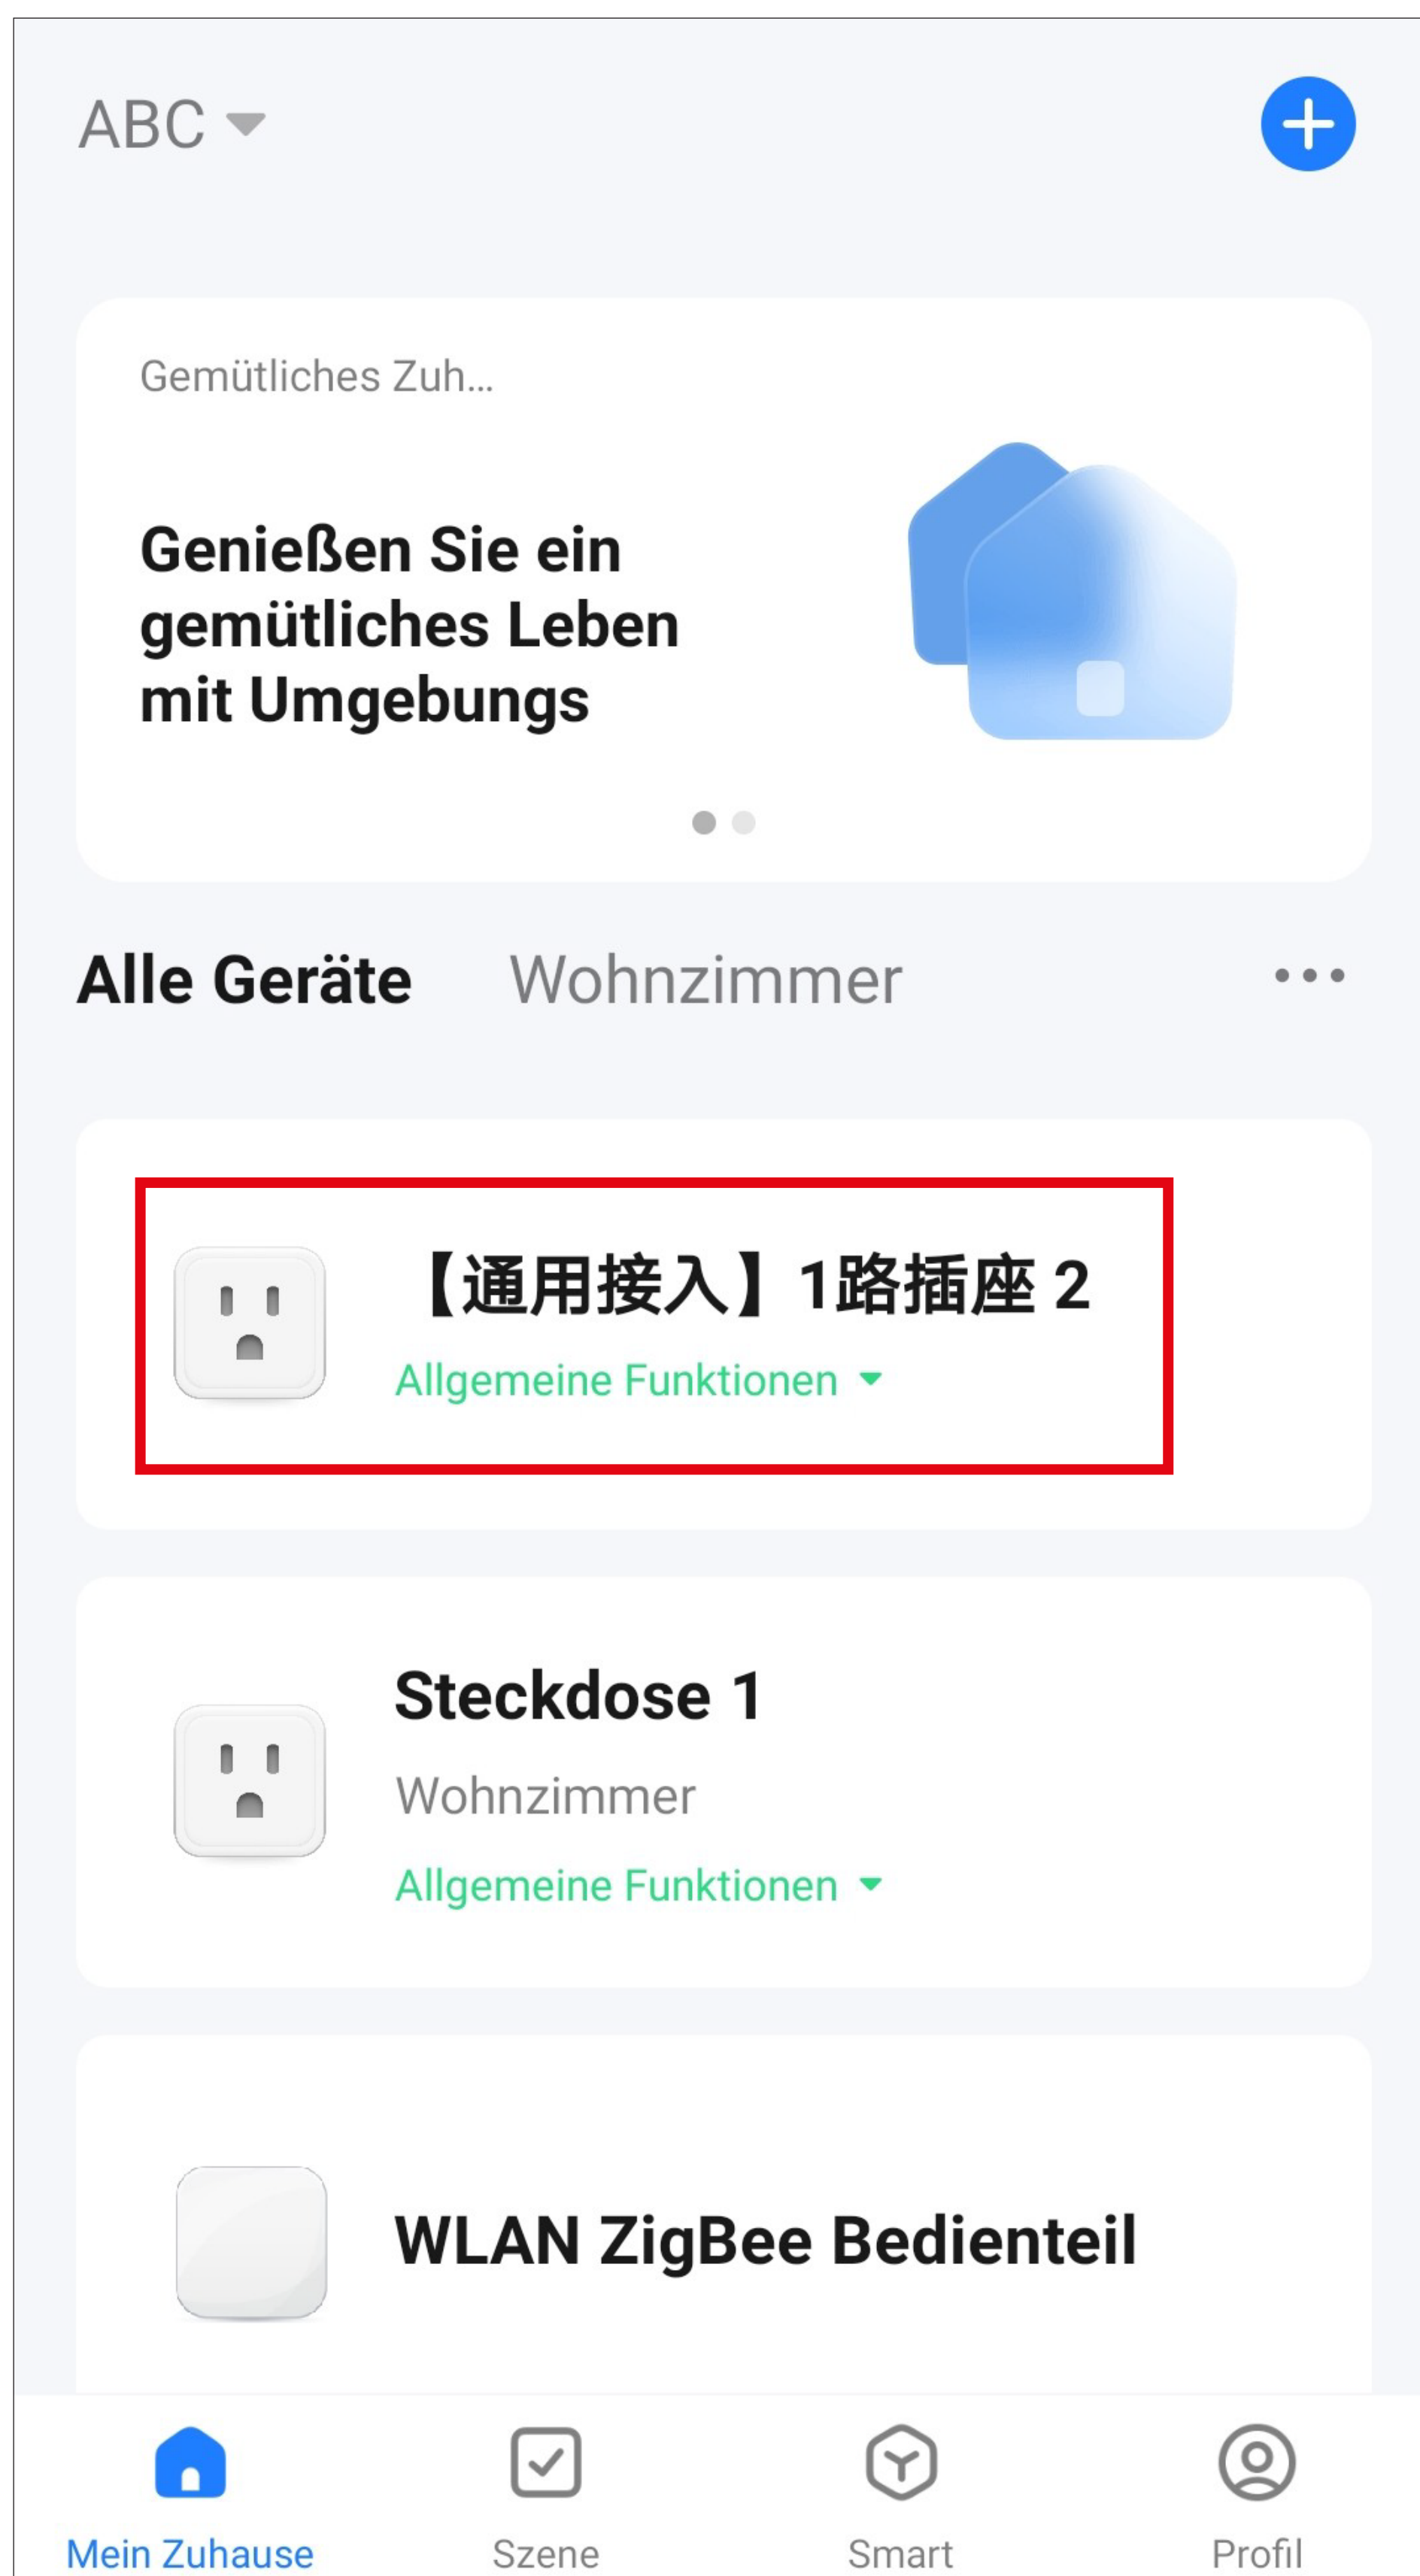 ABC
Gemütliches Zuh...
Genießen Sie ein
gemütliches Leben
mit Umgebungs
Alle Geräte Wohnzimmer
【通用接入】1路插座 2
Allgemeine Funktionen
Steckdose 1
Wohnzimmer
Allgemeine Funktionen
WLAN ZigBee Bedienteil
Mein Zuhause Szene Smart Profil